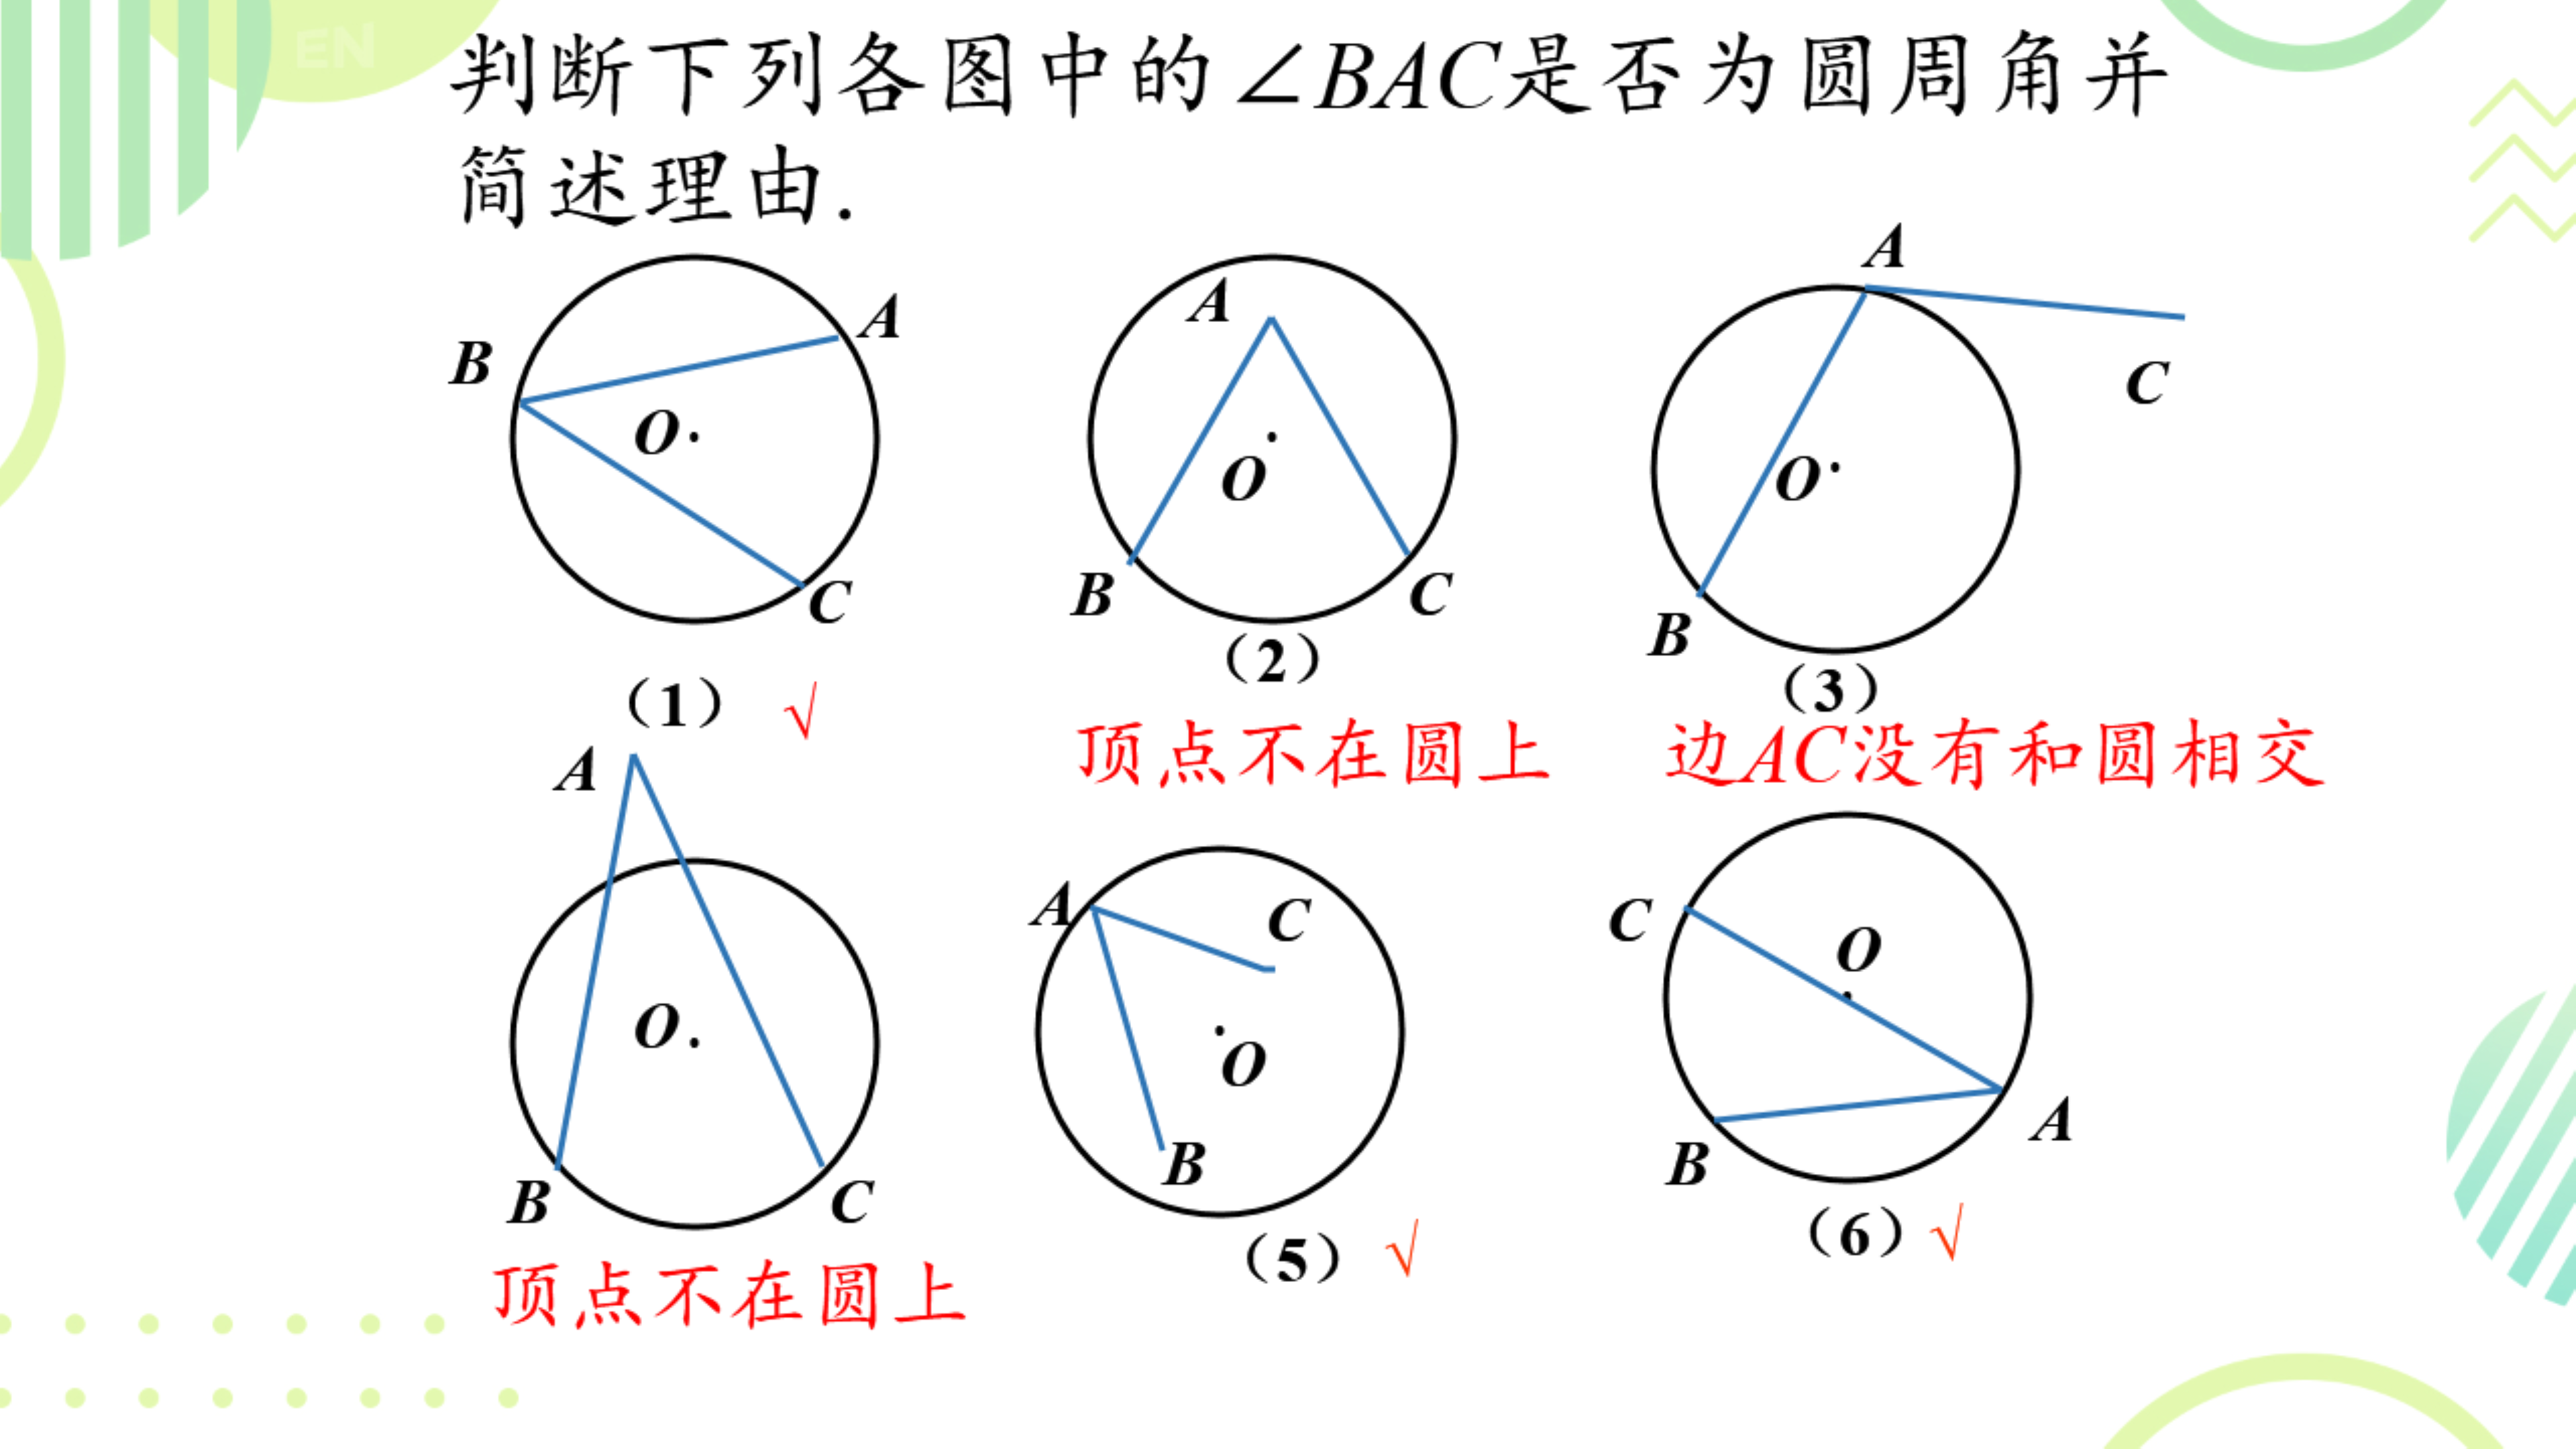 EN
判断下列各图中的∠BAC是否为圆周角并
简述理由.
A
B
O
C
(1) √
A
O
B
C
(2)
顶点不在圆上
A
C
O
B
(3)
边AC没有和圆相交
A
O
B
C
顶点不在圆上
A
C
O
B
(5) √
C
O
A
B
(6) √